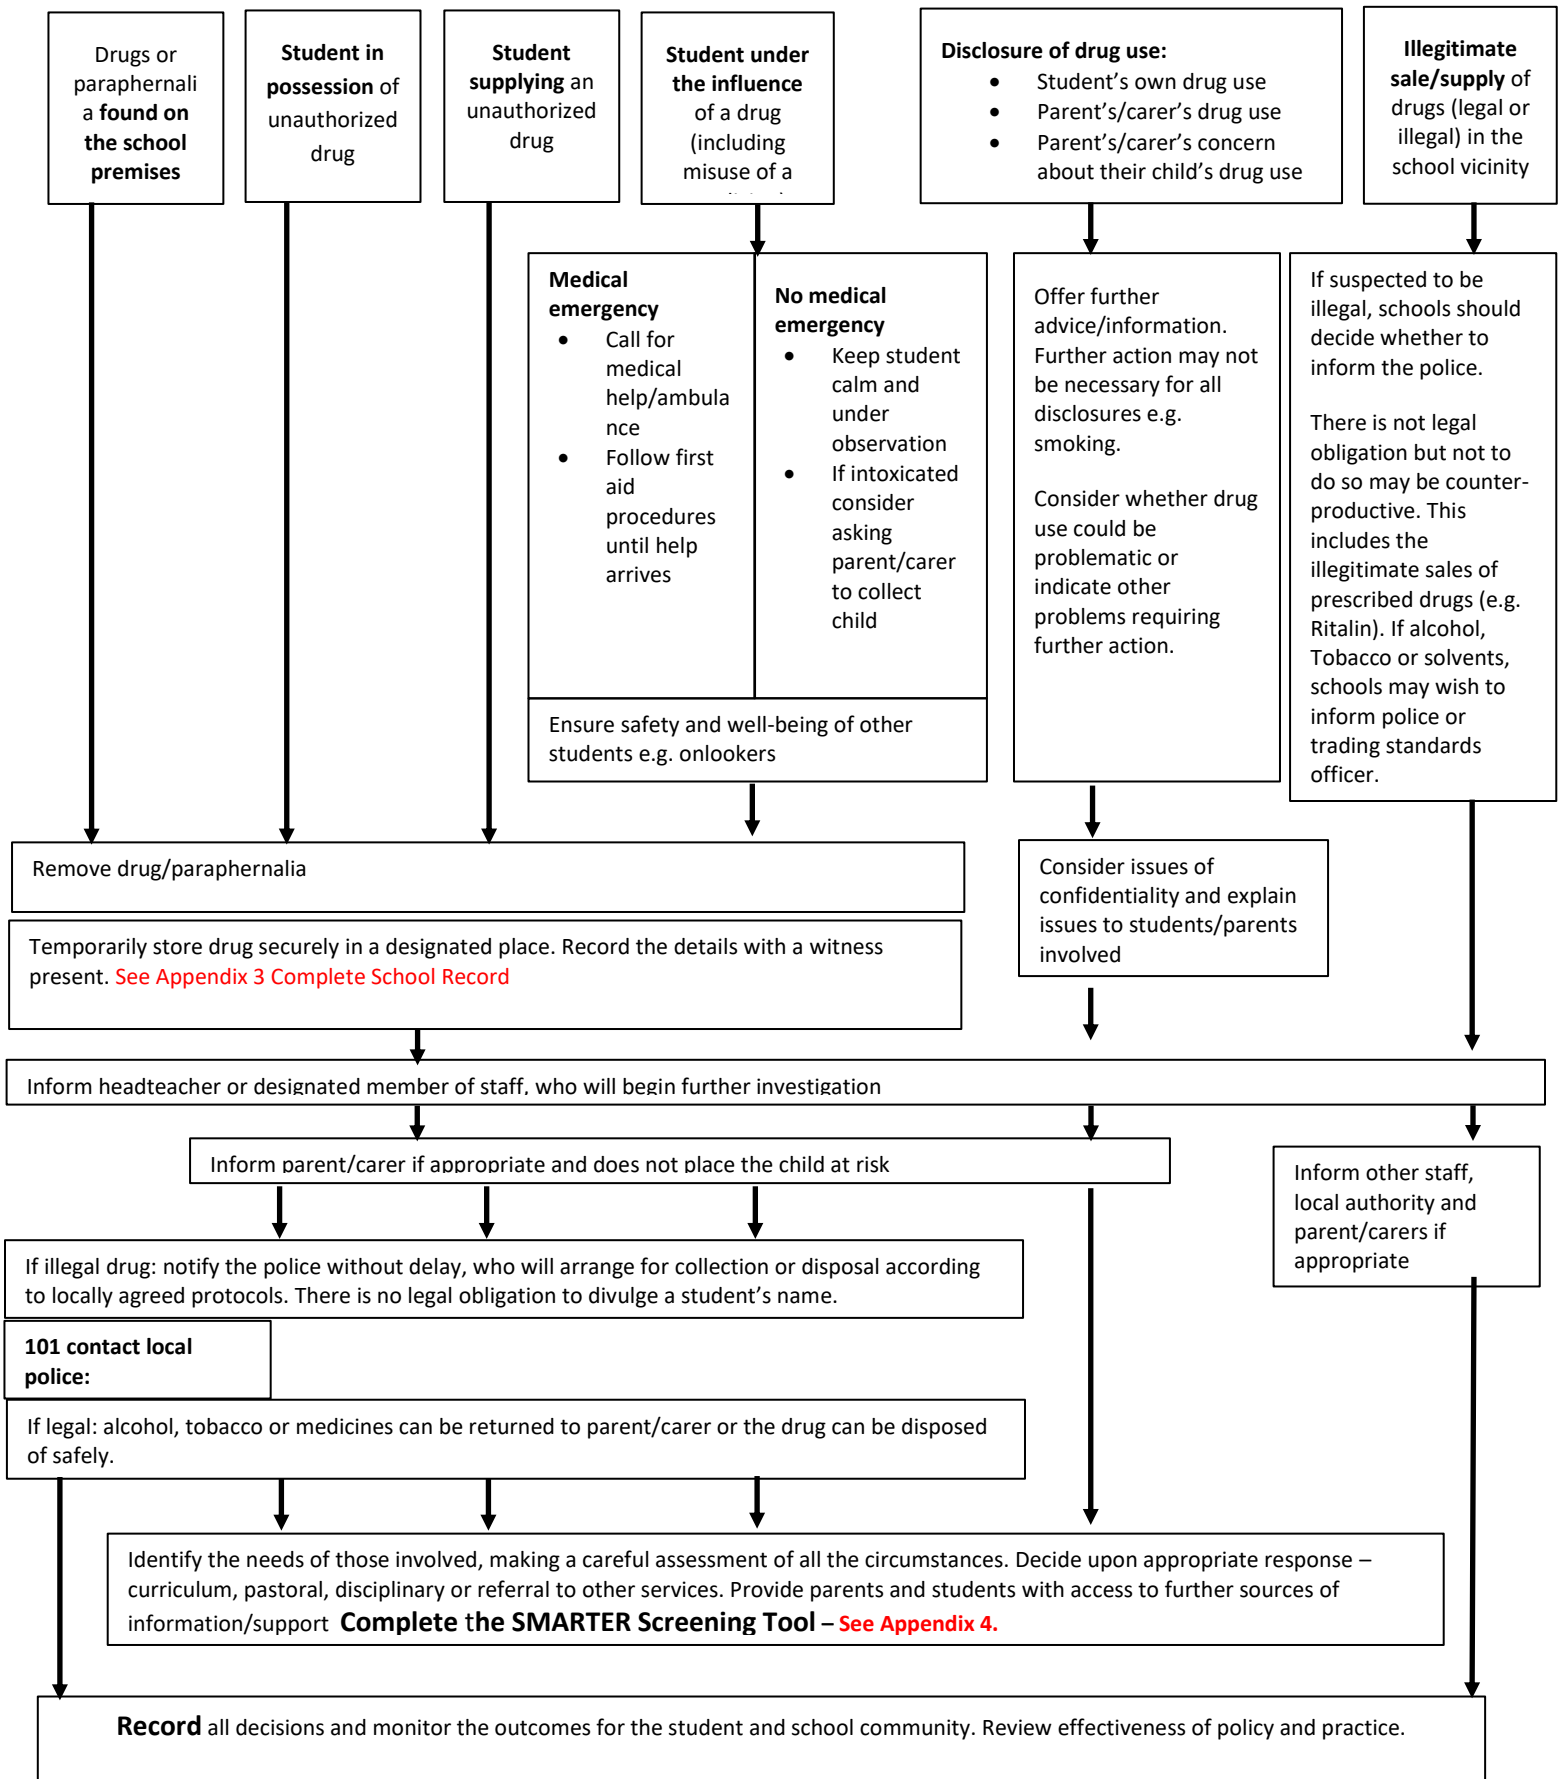 Drugs or
paraphernali
a found on
the school
premises
Student in
possession of
unauthorized
drug
Student
supplying an
unauthorized
drug
Student under
the influence
of a drug
(including
misuse of a
Disclosure of drug use:
• Student's own drug use
• Parent's/carer's drug use
• Parent's/carer's concern
about their child's drug use
Illegitimate
sale/supply of
drugs (legal or
illegal) in the
school vicinity
Medical
emergency
• Call for
medical
help/ambula
nce
• Follow first
aid
procedures
until help
arrives
No medical
emergency
• Keep student
calm and
under
observation
• If intoxicated
consider
asking
parent/carer
to collect
child
Ensure safety and well-being of other
students e.g. onlookers
Offer further
advice/information.
Further action may not
be necessary for all
disclosures e.g.
smoking.
Consider whether drug
use could be
problematic or
indicate other
problems requiring
further action.
If suspected to be
illegal, schools should
decide whether to
inform the police.
There is not legal
obligation but not to
do so may be counter-
productive. This
includes the
illegitimate sales of
prescribed drugs (e.g.
Ritalin). If alcohol,
Tobacco or solvents,
schools may wish to
inform police or
trading standards
officer.
Remove drug/paraphernalia
Temporarily store drug securely in a designated place. Record the details with a witness
present. See Appendix 3 Complete School Record
Consider issues of
confidentiality and explain
issues to students/parents
involved
Inform headteacher or designated member of staff, who will begin further investigation
Inform parent/carer if appropriate and does not place the child at risk
Inform other staff,
local authority and
parent/carers if
appropriate
If illegal drug: notify the police without delay, who will arrange for collection or disposal according
to locally agreed protocols. There is no legal obligation to divulge a student's name.
101 contact local
police:
If legal: alcohol, tobacco or medicines can be returned to parent/carer or the drug can be disposed
of safely.
Identify the needs of those involved, making a careful assessment of all the circumstances. Decide upon appropriate response –
curriculum, pastoral, disciplinary or referral to other services. Provide parents and students with access to further sources of
information/support Complete the SMARTER Screening Tool – See Appendix 4.
Record all decisions and monitor the outcomes for the student and school community. Review effectiveness of policy and practice.